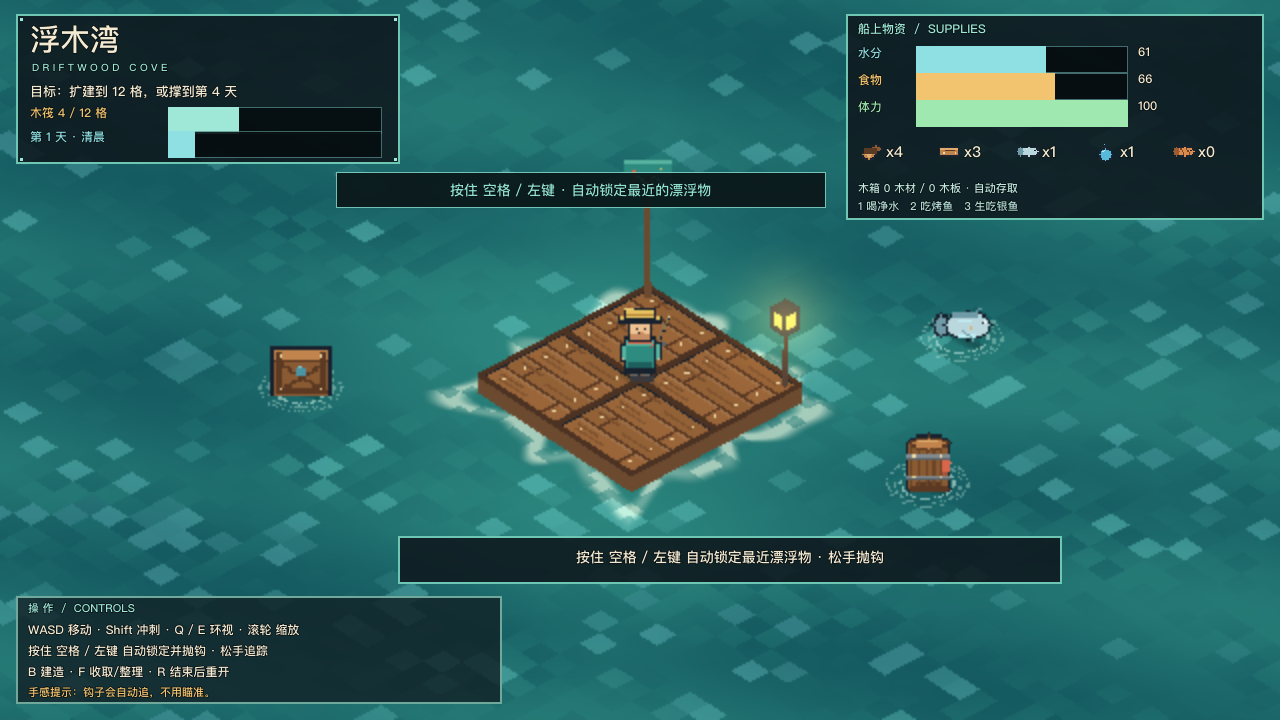 浮木湾
DRIFTWOOD COVE
目标：扩建到 12 格，或撑到第 4 天
木筏 4 / 12 格
第 1 天 · 清晨
船上物资 / SUPPLIES
水分 61
食物 66
体力 100
x4 x3 x1 x1 x0
木箱 0 木材 / 0 木板 · 自动存取
1 喝净水 2 吃烤鱼 3 生吃银鱼
按住 空格 / 左键 · 自动锁定最近的漂浮物
按住 空格 / 左键 自动锁定最近漂浮物 · 松手抛钩
操作 / CONTROLS
WASD 移动 · Shift 冲刺 · Q / E 环视 · 滚轮 缩放
按住 空格 / 左键 自动锁定并抛钩 · 松手追踪
B 建造 · F 收取/整理 · R 结束后重开
手感提示：钩子会自动追，不用瞄准。